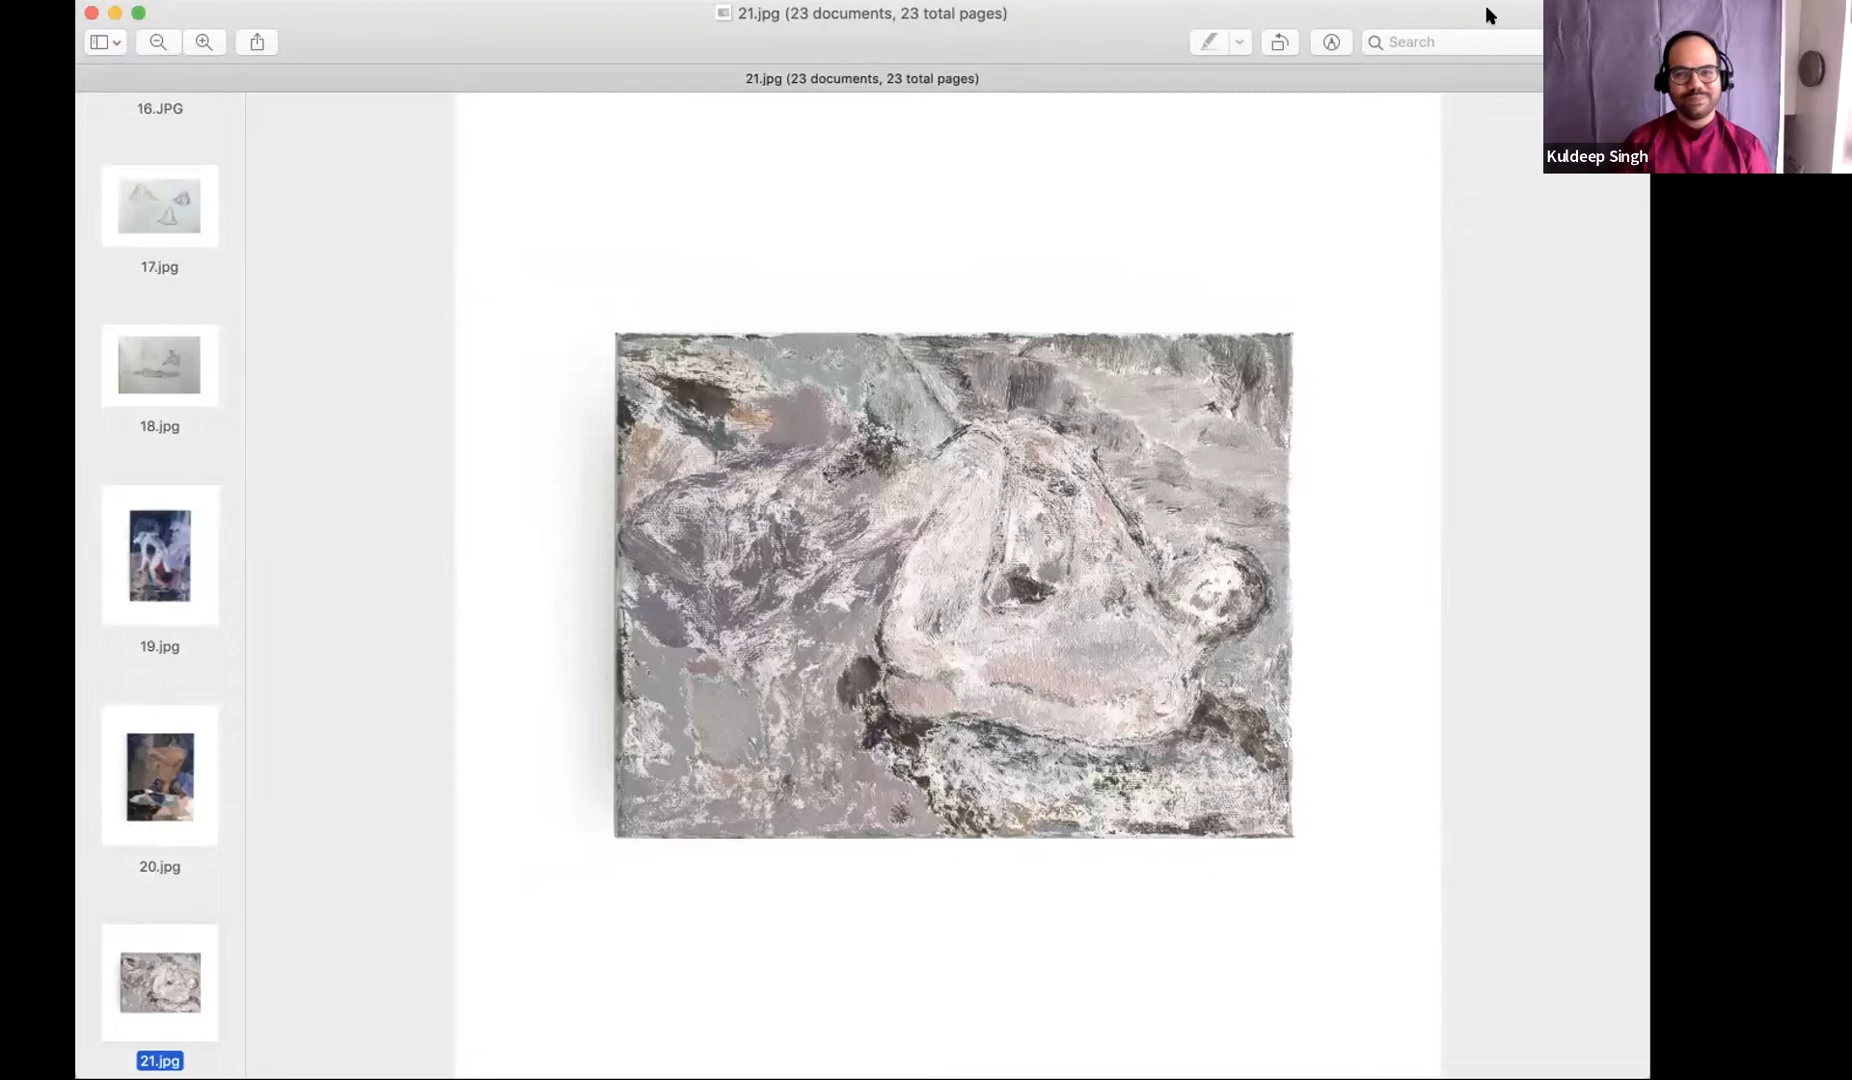 21.jpg (23 documents, 23 total pages)
Search
21.jpg (23 documents, 23 total pages)
Kuldeep Singh
16.JPG
17.jpg
18.jpg
19.jpg
20.jpg
21.jpg